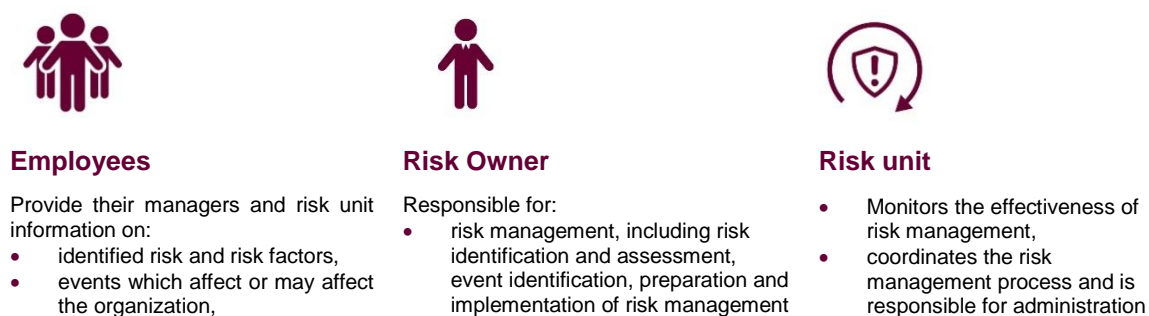 Employees
Provide their managers and risk unit
information on:
• identified risk and risk factors,
• events which affect or may affect
the organization,
Risk Owner
Responsible for:
• risk management, including risk
identification and assessment,
event identification, preparation and
implementation of risk management
Risk unit
• Monitors the effectiveness of
risk management,
• coordinates the risk
management process and is
responsible for administration